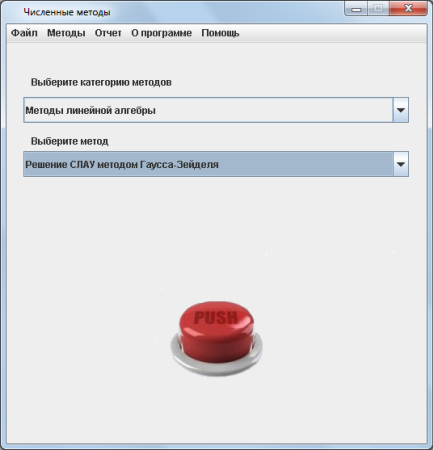 Численные методы
Файл Методы Отчет О программе Помощь
Выберите категорию методов
Методы линейной алгебры
Выберите метод
Решение СЛАУ методом Гаусса-Зейделя
PUSH